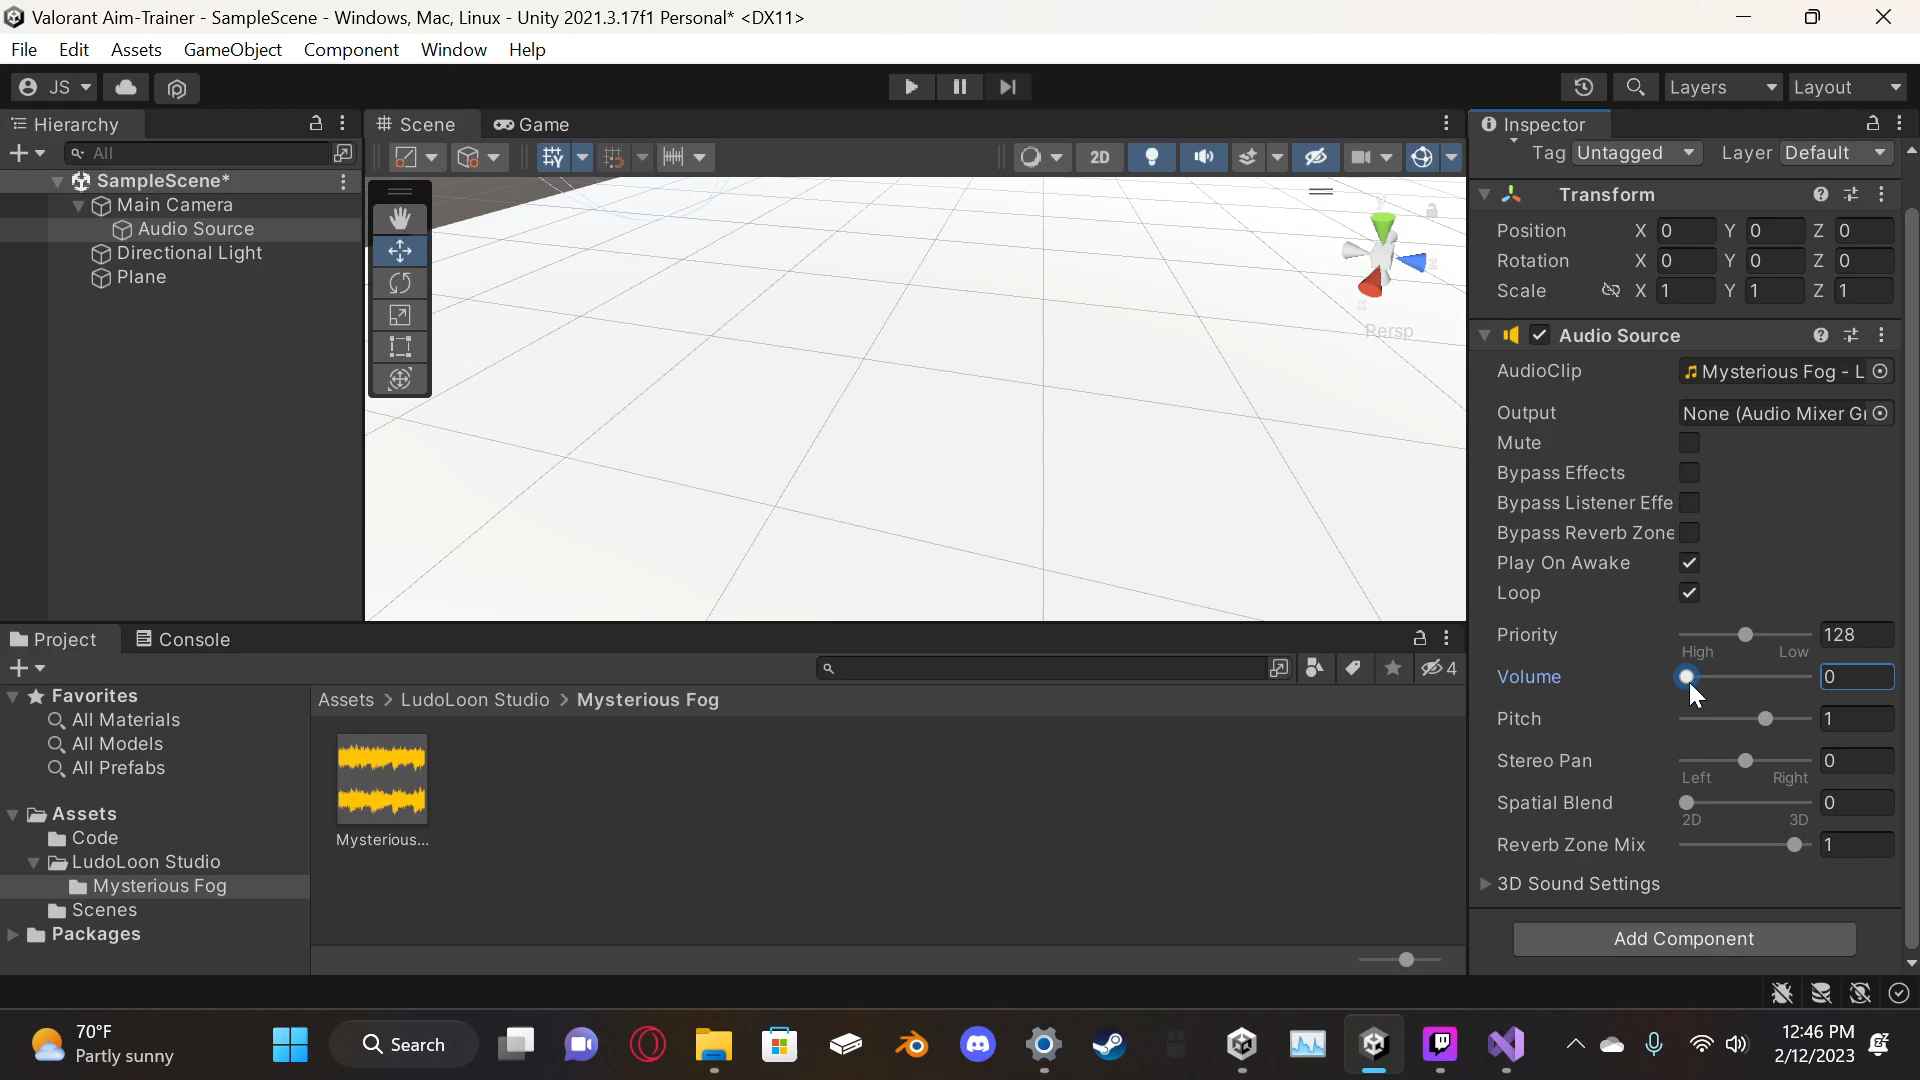 Valorant Aim-Trainer - SampleScene - Windows, Mac, Linux - Unity 2021.3.17f1 Personal* <DX11>
File Edit Assets GameObject Component Window Help
JS Layers Layout
Hierarchy
All
SampleScene*
Main Camera
Audio Source
Directional Light
Plane
Scene Game
2D
Y
X
Z
Persp
Inspector
Tag Untagged Layer Default
Transform
Position X 0 Y 0 Z 0
Rotation X 0 Y 0 Z 0
Scale X 1 Y 1 Z 1
Audio Source
AudioClip Mysterious Fog - L
Output None (Audio Mixer Gr
Mute
Bypass Effects
Bypass Listener Effe
Bypass Reverb Zone
Play On Awake
Loop
Priority 128
High Low
Volume 0
Pitch 1
Stereo Pan 0
Left Right
Spatial Blend 0
2D 3D
Reverb Zone Mix 1
3D Sound Settings
Add Component
Project Console
4
Favorites
All Materials
All Models
All Prefabs
Assets
Code
LudoLoon Studio
Mysterious Fog
Scenes
Packages
Assets > LudoLoon Studio > Mysterious Fog
Mysterious...
70°F
Partly sunny
Search
12:46 PM
2/12/2023